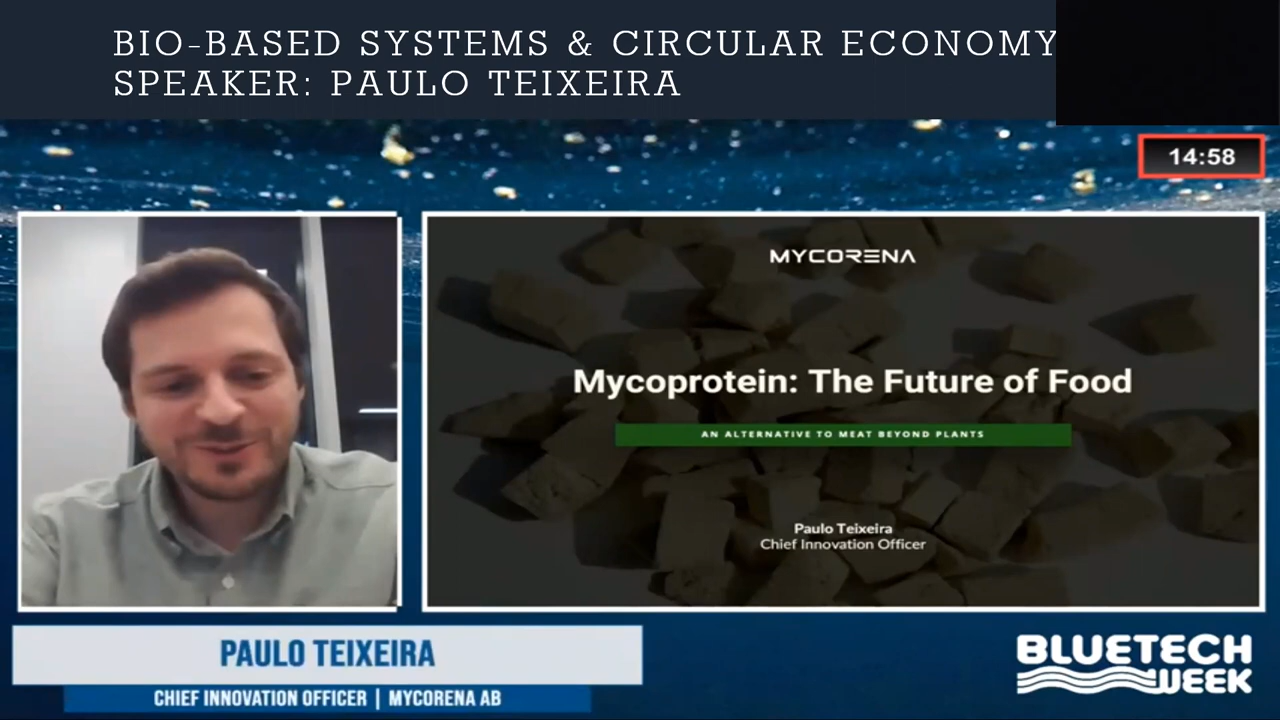 BIO-BASED SYSTEMS & CIRCULAR ECONOMY
SPEAKER: PAULO TEIXEIRA
14:58
MYCORENA
Mycoprotein: The Future of Food
AN ALTERNATIVE TO MEAT BEYOND PLANTS
Paulo Teixeira
Chief Innovation Officer
PAULO TEIXEIRA
CHIEF INNOVATION OFFICER | MYCORENA AB
BLUETECH
WEEK